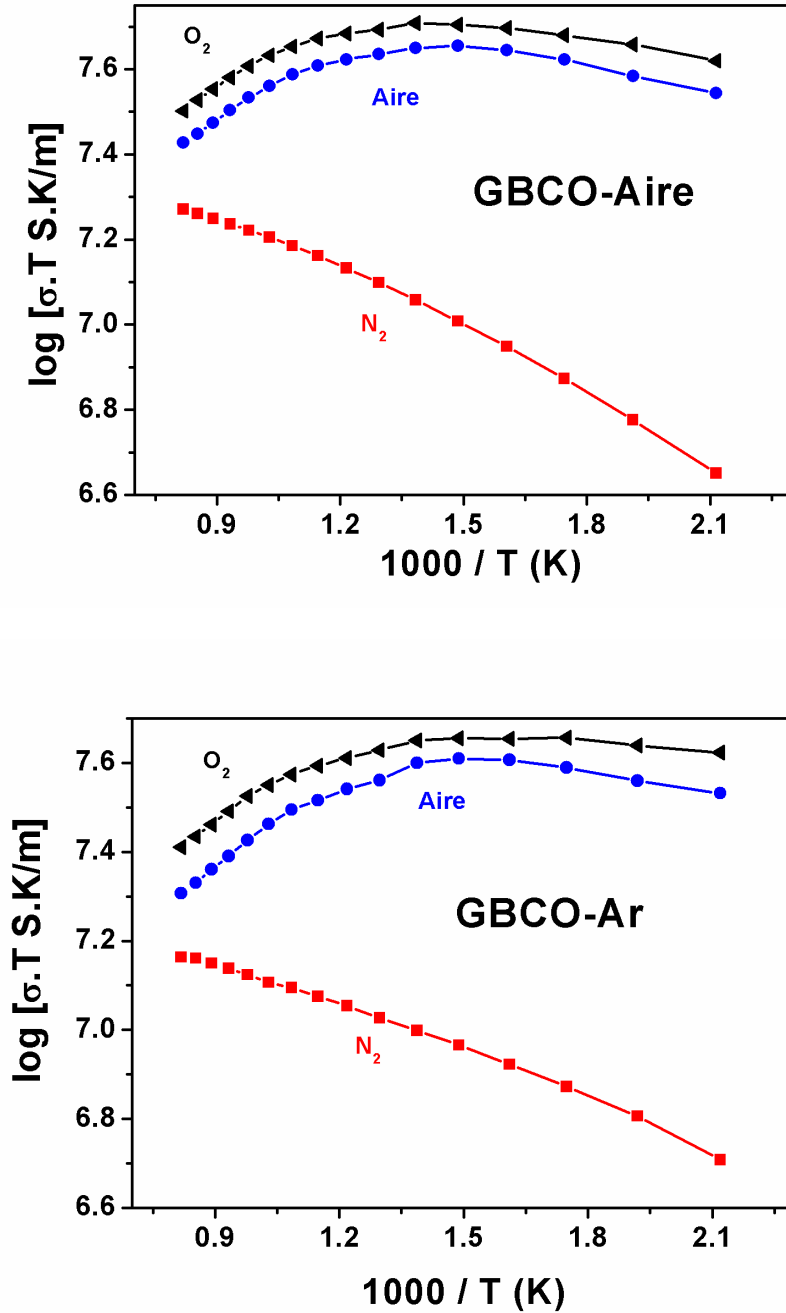 O2
7.6
Aire
7.4
GBCO-Aire
7.2
log [σ.T S.K/m]
7.0
N2
6.8
6.6
0.9 1.2 1.5 1.8 2.1
1000 / T (K)
7.6
O2
Aire
7.4
GBCO-Ar
7.2
log [σ.T S.K/m]
7.0
N2
6.8
6.6
0.9 1.2 1.5 1.8 2.1
1000 / T (K)